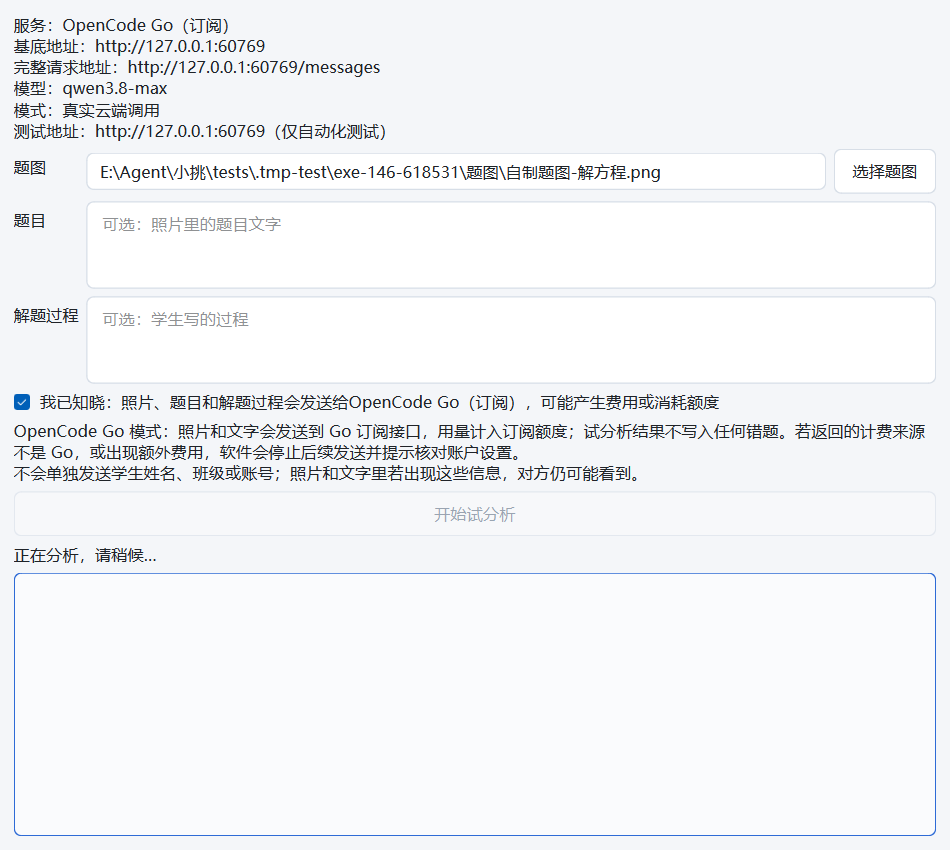 服务：OpenCode Go（订阅）
基底地址：http://127.0.0.1:60769
完整请求地址：http://127.0.0.1:60769/messages
模型：qwen3.8-max
模式：真实云端调用
测试地址：http://127.0.0.1:60769（仅自动化测试）
题图 E:\Agent\小挑\tests\.tmp-test\exe-146-618531\题图\自制题图-解方程.png 选择题图
题目 可选：照片里的题目文字
解题过程 可选：学生写的过程
我已知晓：照片、题目和解题过程会发送给OpenCode Go（订阅），可能产生费用或消耗额度
OpenCode Go 模式：照片和文字会发送到 Go 订阅接口，用量计入订阅额度；试分析结果不写入任何错题。若返回的计费来源
不是 Go，或出现额外费用，软件会停止后续发送并提示核对账户设置。
不会单独发送学生姓名、班级或账号；照片和文字里若出现这些信息，对方仍可能看到。
开始试分析
正在分析，请稍候...